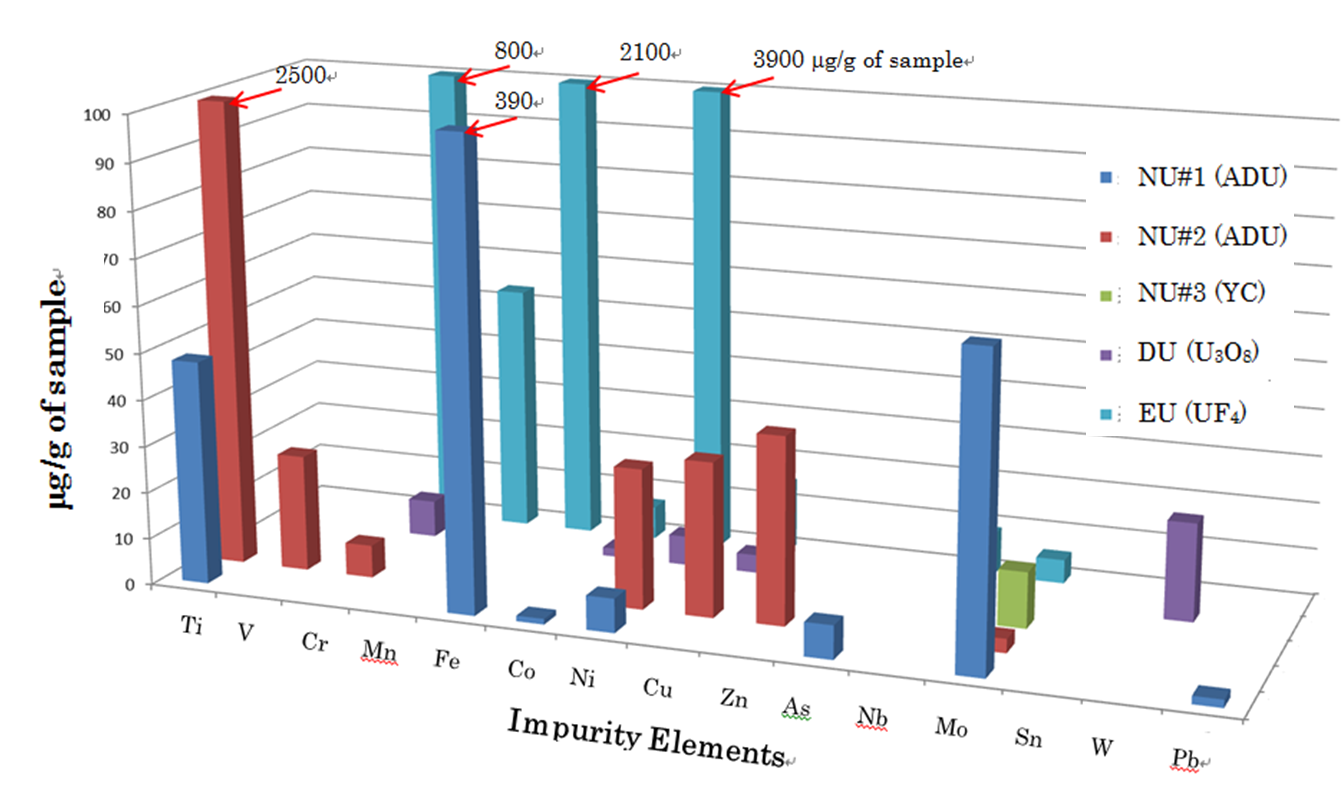 2500↵
800↵
390↵
2100↵
3900 μg/g of sample↵
100
90
80
70
60
50
40
30
20
10
0
μg/g of sample↵
NU#1 (ADU)
NU#2 (ADU)
NU#3 (YC)
DU (U₃O₈)
EU (UF₄)
Ti V Cr Mn Fe Co Ni Cu Zn As Nb Mo Sn W Pb↵
Impurity Elements↵